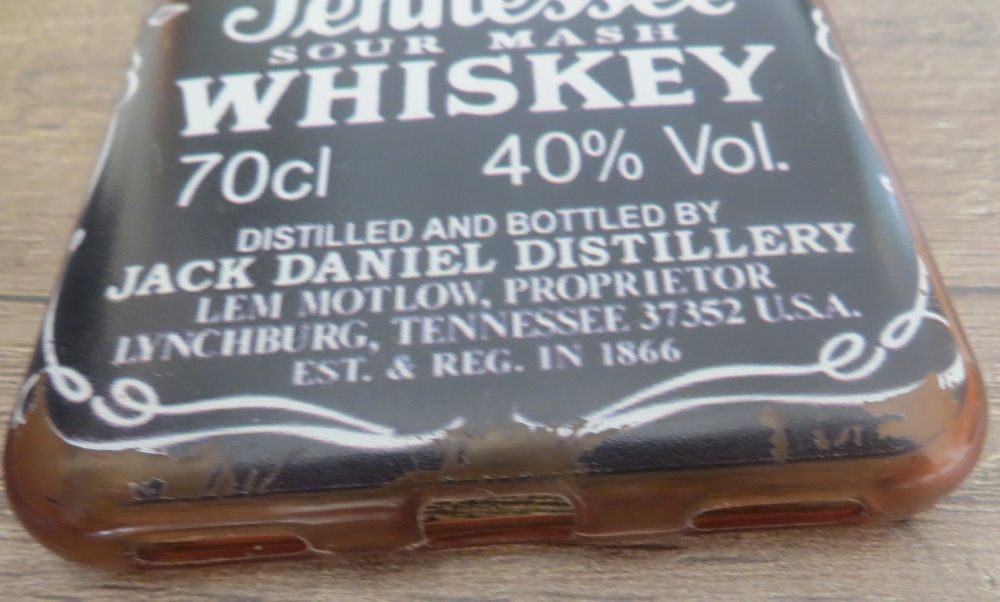 Tennessee
SOUR MASH
WHISKEY
70cl 40% Vol.
DISTILLED AND BOTTLED BY
JACK DANIEL DISTILLERY
LEM MOTLOW, PROPRIETOR
LYNCHBURG, TENNESSEE 37352 U.S.A.
EST. & REG. IN 1866